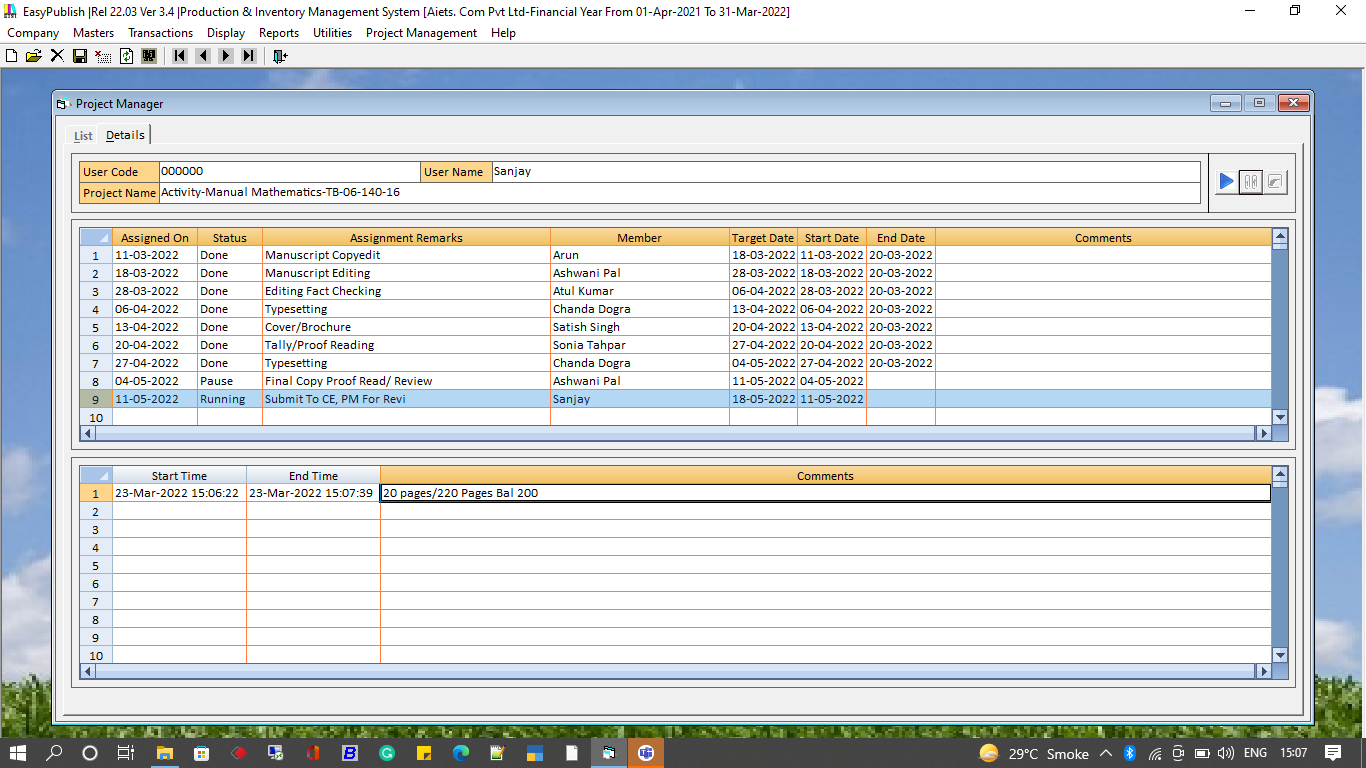 EasyPublish |Rel 22.03 Ver 3.4 |Production & Inventory Management System [Aiets. Com Pvt Ltd-Financial Year From 01-Apr-2021 To 31-Mar-2022]
Company Masters Transactions Display Reports Utilities Project Management Help
Project Manager
List Details
User Code 000000 User Name Sanjay
Project Name Activity-Manual Mathematics-TB-06-140-16
Assigned On Status Assignment Remarks Member Target Date Start Date End Date Comments
1 11-03-2022 Done Manuscript Copyedit Arun 18-03-2022 11-03-2022 20-03-2022
2 18-03-2022 Done Manuscript Editing Ashwani Pal 28-03-2022 18-03-2022 20-03-2022
3 28-03-2022 Done Editing Fact Checking Atul Kumar 06-04-2022 28-03-2022 20-03-2022
4 06-04-2022 Done Typesetting Chanda Dogra 13-04-2022 06-04-2022 20-03-2022
5 13-04-2022 Done Cover/Brochure Satish Singh 20-04-2022 13-04-2022 20-03-2022
6 20-04-2022 Done Tally/Proof Reading Sonia Tahpar 27-04-2022 20-04-2022 20-03-2022
7 27-04-2022 Done Typesetting Chanda Dogra 04-05-2022 27-04-2022 20-03-2022
8 04-05-2022 Pause Final Copy Proof Read/ Review Ashwani Pal 11-05-2022 04-05-2022
9 11-05-2022 Running Submit To CE, PM For Revi Sanjay 18-05-2022 11-05-2022
10
Start Time End Time Comments
1 23-Mar-2022 15:06:22 23-Mar-2022 15:07:39 20 pages/220 Pages Bal 200
2
3
4
5
6
7
8
9
10
29°C Smoke ENG 15:07